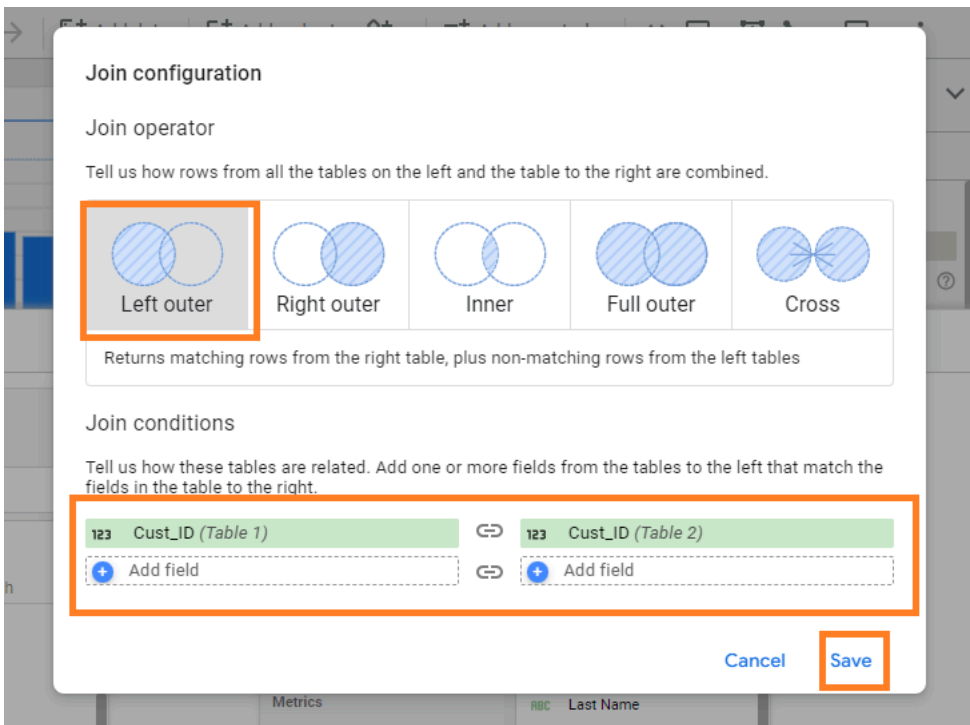 Join configuration
Join operator
Tell us how rows from all the tables on the left and the table to the right are combined.
Left outer
Right outer
Inner
Full outer
Cross
Returns matching rows from the right table, plus non-matching rows from the left tables
Join conditions
Tell us how these tables are related. Add one or more fields from the tables to the left that match the
fields in the table to the right.
123 Cust_ID (Table 1)
123 Cust_ID (Table 2)
Add field
Add field
Cancel
Save
Metrics
ABC Last Name